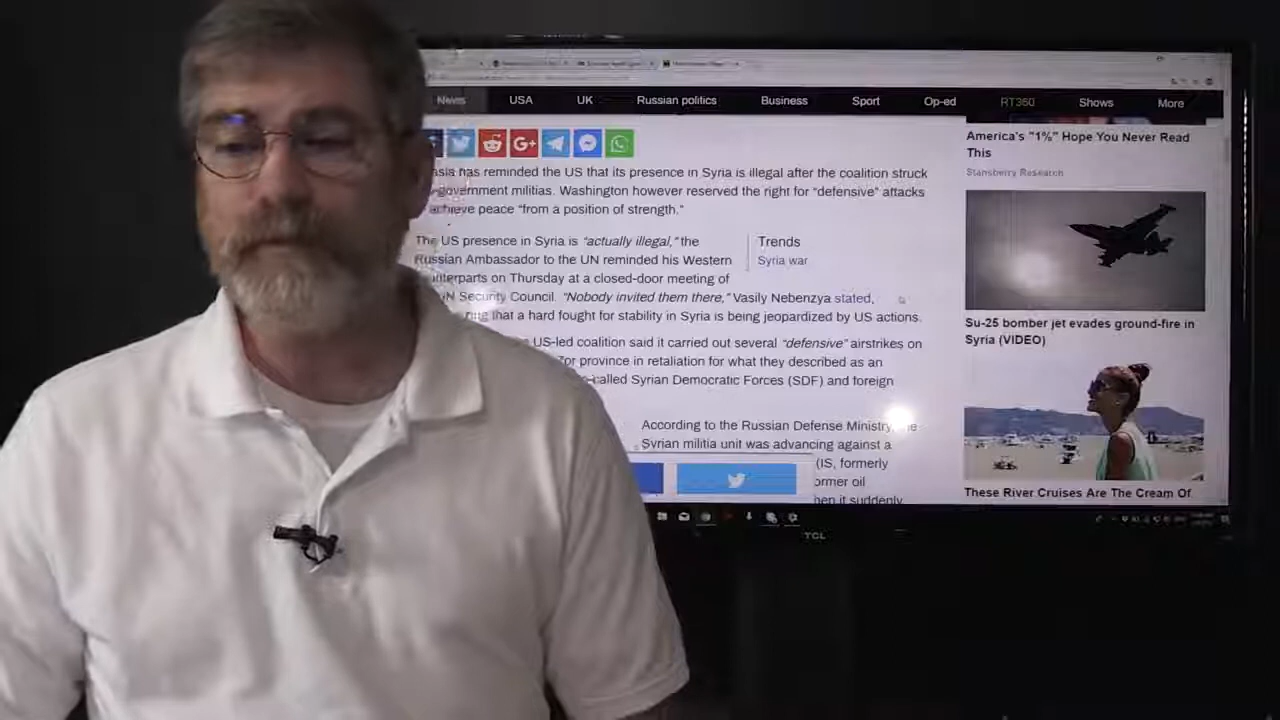 News USA UK Russian politics Business Sport Op-ed RT360 Shows More
has reminded the US that its presence in Syria is illegal after the coalition struck
government militias. Washington however reserved the right for “defensive” attacks
achieve peace “from a position of strength.”
The US presence in Syria is “actually illegal,” the
Russian Ambassador to the UN reminded his Western
on Thursday at a closed-door meeting of
Security Council. “Nobody invited them there,” Vasily Nebenzya stated,
that a hard fought for stability in Syria is being jeopardized by US actions.
Trends
Syria war
US-led coalition said it carried out several “defensive” airstrikes on
province in retaliation for what they described as an
called Syrian Democratic Forces (SDF) and foreign
According to the Russian Defense Ministry,
Syrian militia unit was advancing against a
(IS, formerly
oil
it suddenly
America's "1%" Hope You Never Read
This
Stansberry Research
Su-25 bomber jet evades ground-fire in
Syria (VIDEO)
These River Cruises Are The Cream Of
TCL